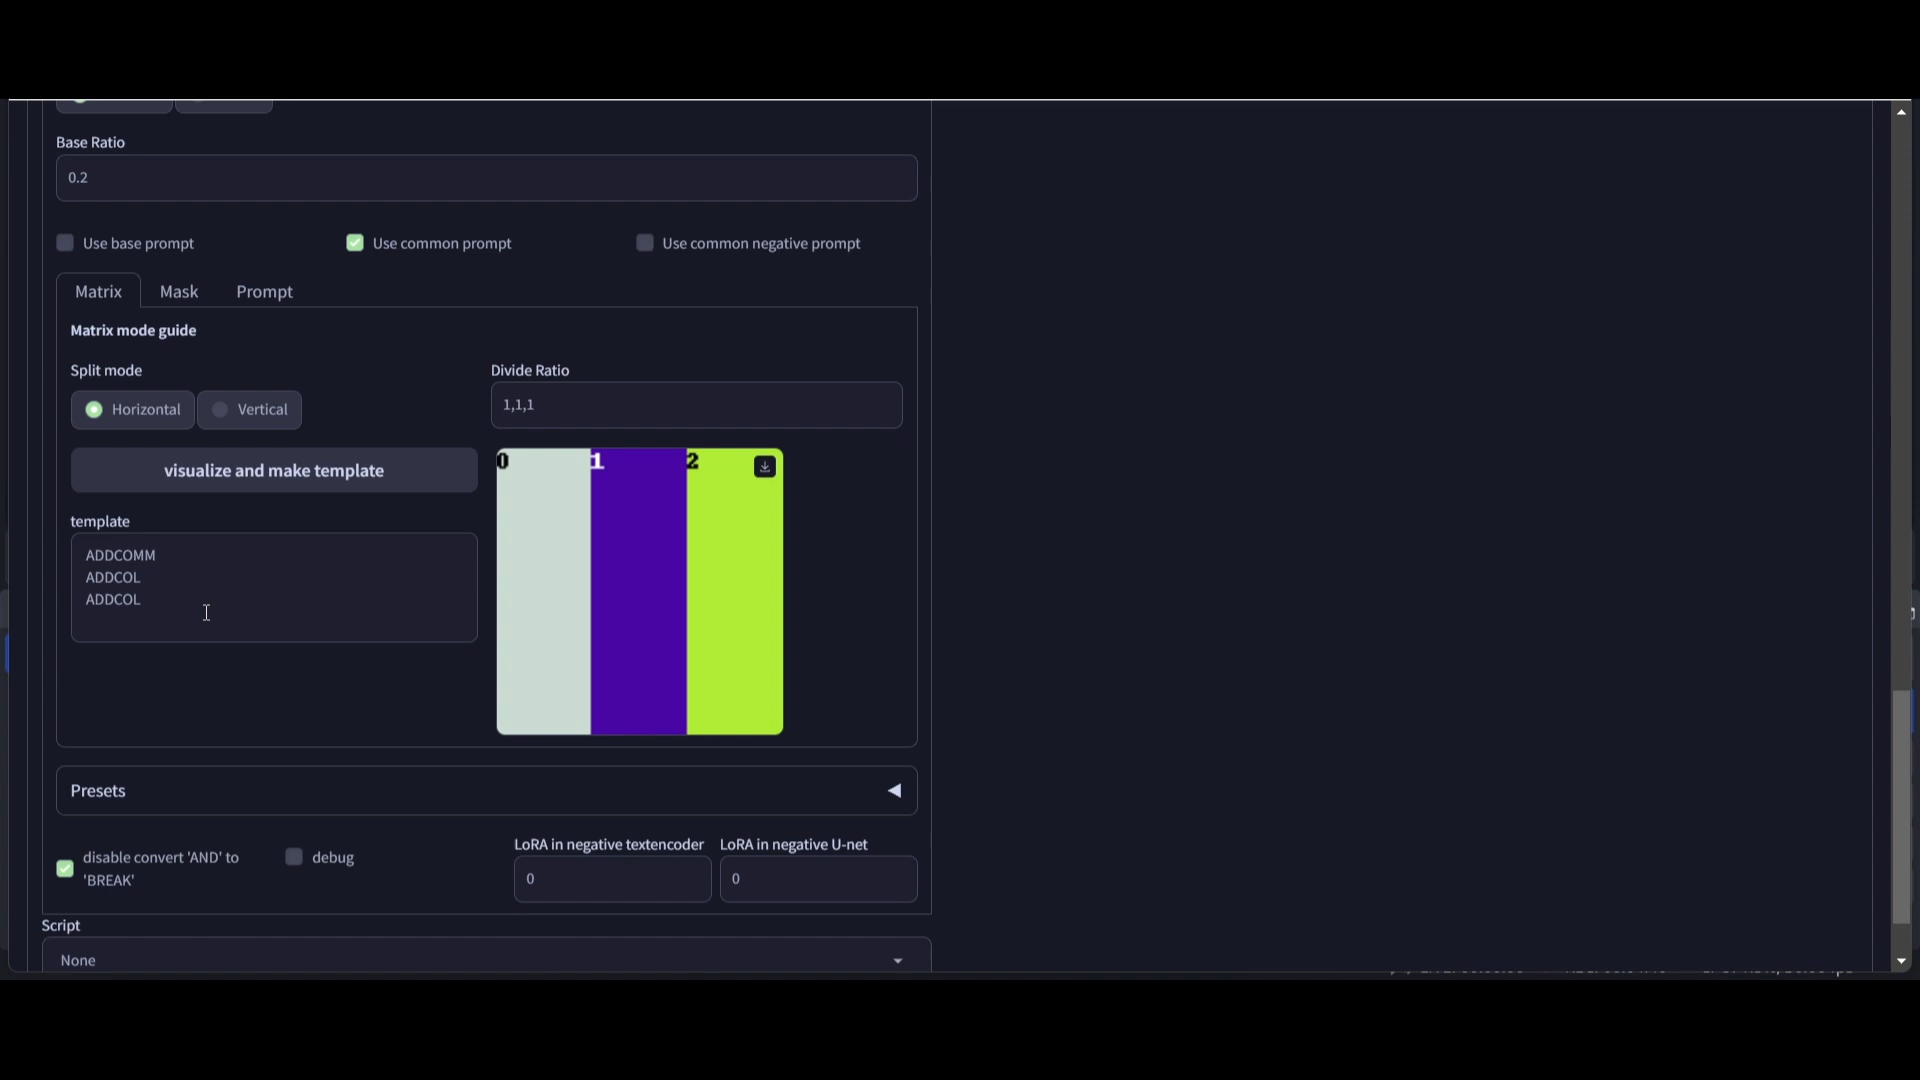 Base Ratio
0.2
Use base prompt
Use common prompt
Use common negative prompt
Matrix
Mask
Prompt
Matrix mode guide
Split mode
Divide Ratio
Horizontal
Vertical
1,1,1
visualize and make template
0
1
2
template
ADDCOMM
ADDCOL
ADDCOL
Presets
disable convert 'AND' to
'BREAK'
debug
LoRA in negative textencoder
LoRA in negative U-net
0
0
Script
None